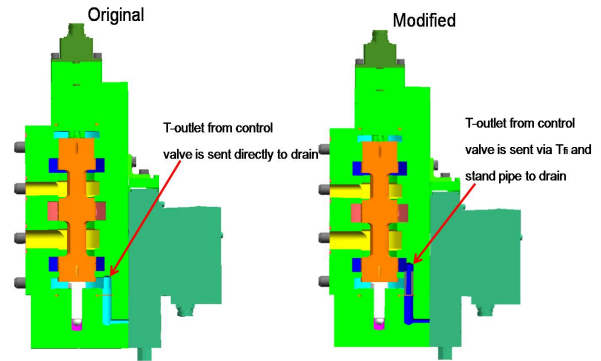 Original
T-outlet from control
valve is sent directly to drain
Modified
T-outlet from control
valve is sent via T5 and
stand pipe to drain